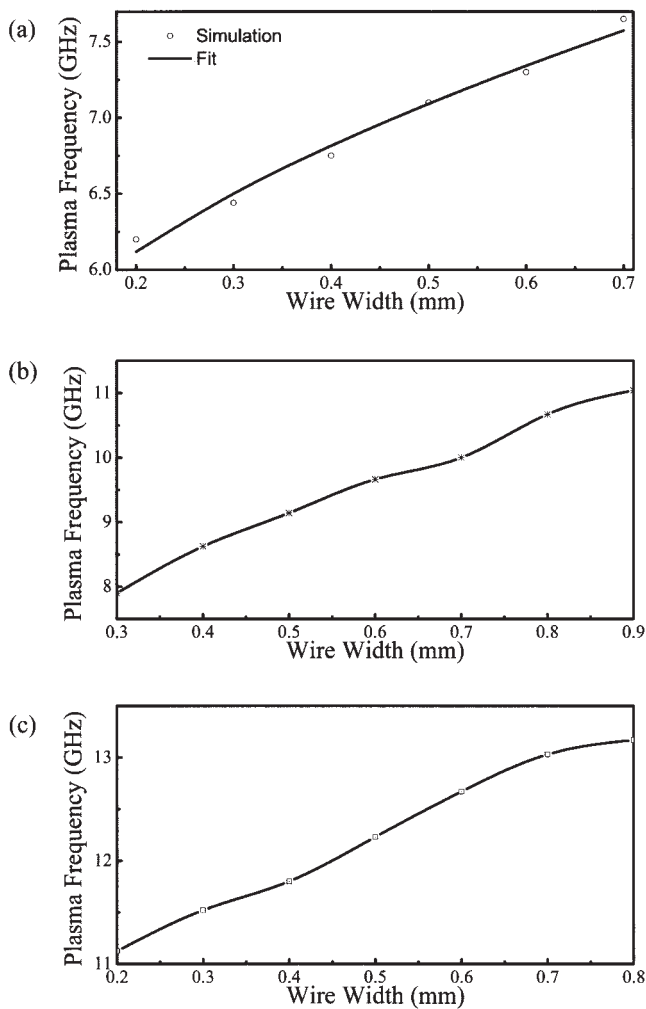 (a)
Plasma Frequency (GHz)
7.5
7.0
6.5
6.0
Simulation
Fit
0.2 0.3 0.4 0.5 0.6 0.7
Wire Width (mm)
(b)
Plasma Frequency (GHz)
11
10
9
8
0.3 0.4 0.5 0.6 0.7 0.8 0.9
Wire Width (mm)
(c)
Plasma Frequency (GHz)
13
12
11
0.2 0.3 0.4 0.5 0.6 0.7 0.8
Wire Width (mm)